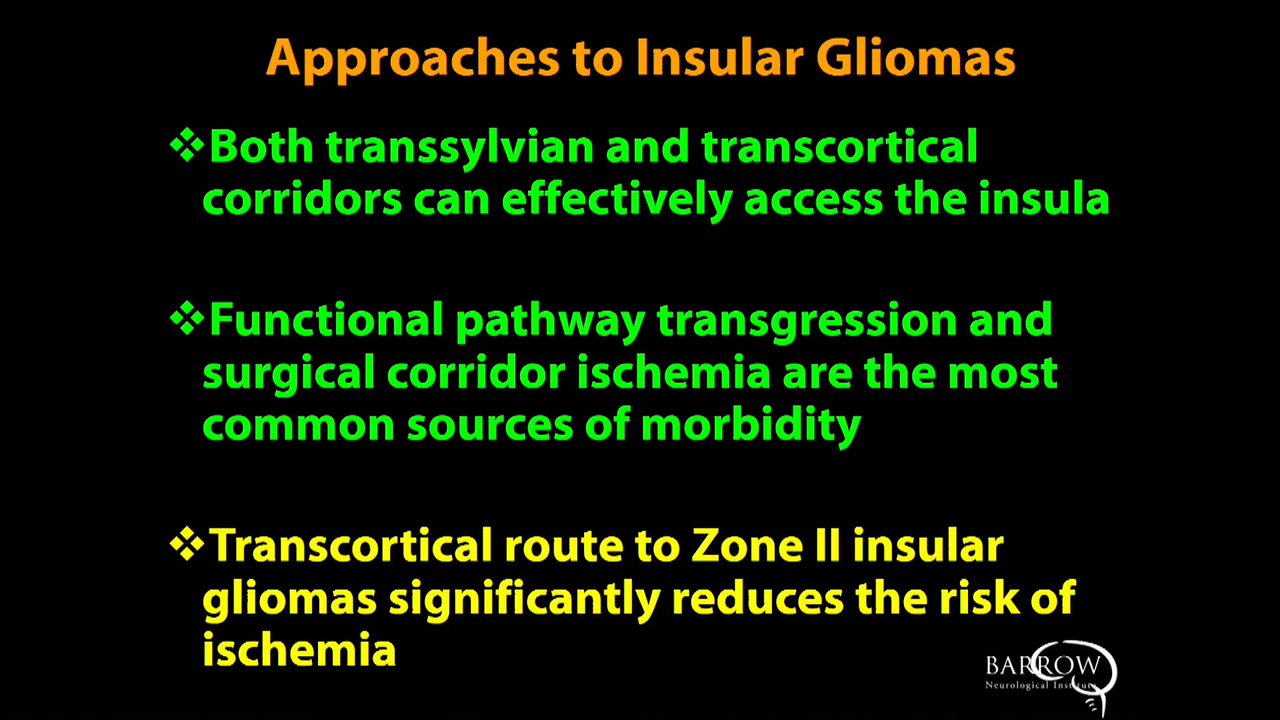 Approaches to Insular Gliomas
❖Both transsylvian and transcortical
corridors can effectively access the insula
❖Functional pathway transgression and
surgical corridor ischemia are the most
common sources of morbidity
❖Transcortical route to Zone II insular
gliomas significantly reduces the risk of
ischemia
BARROW
Neurological Institute